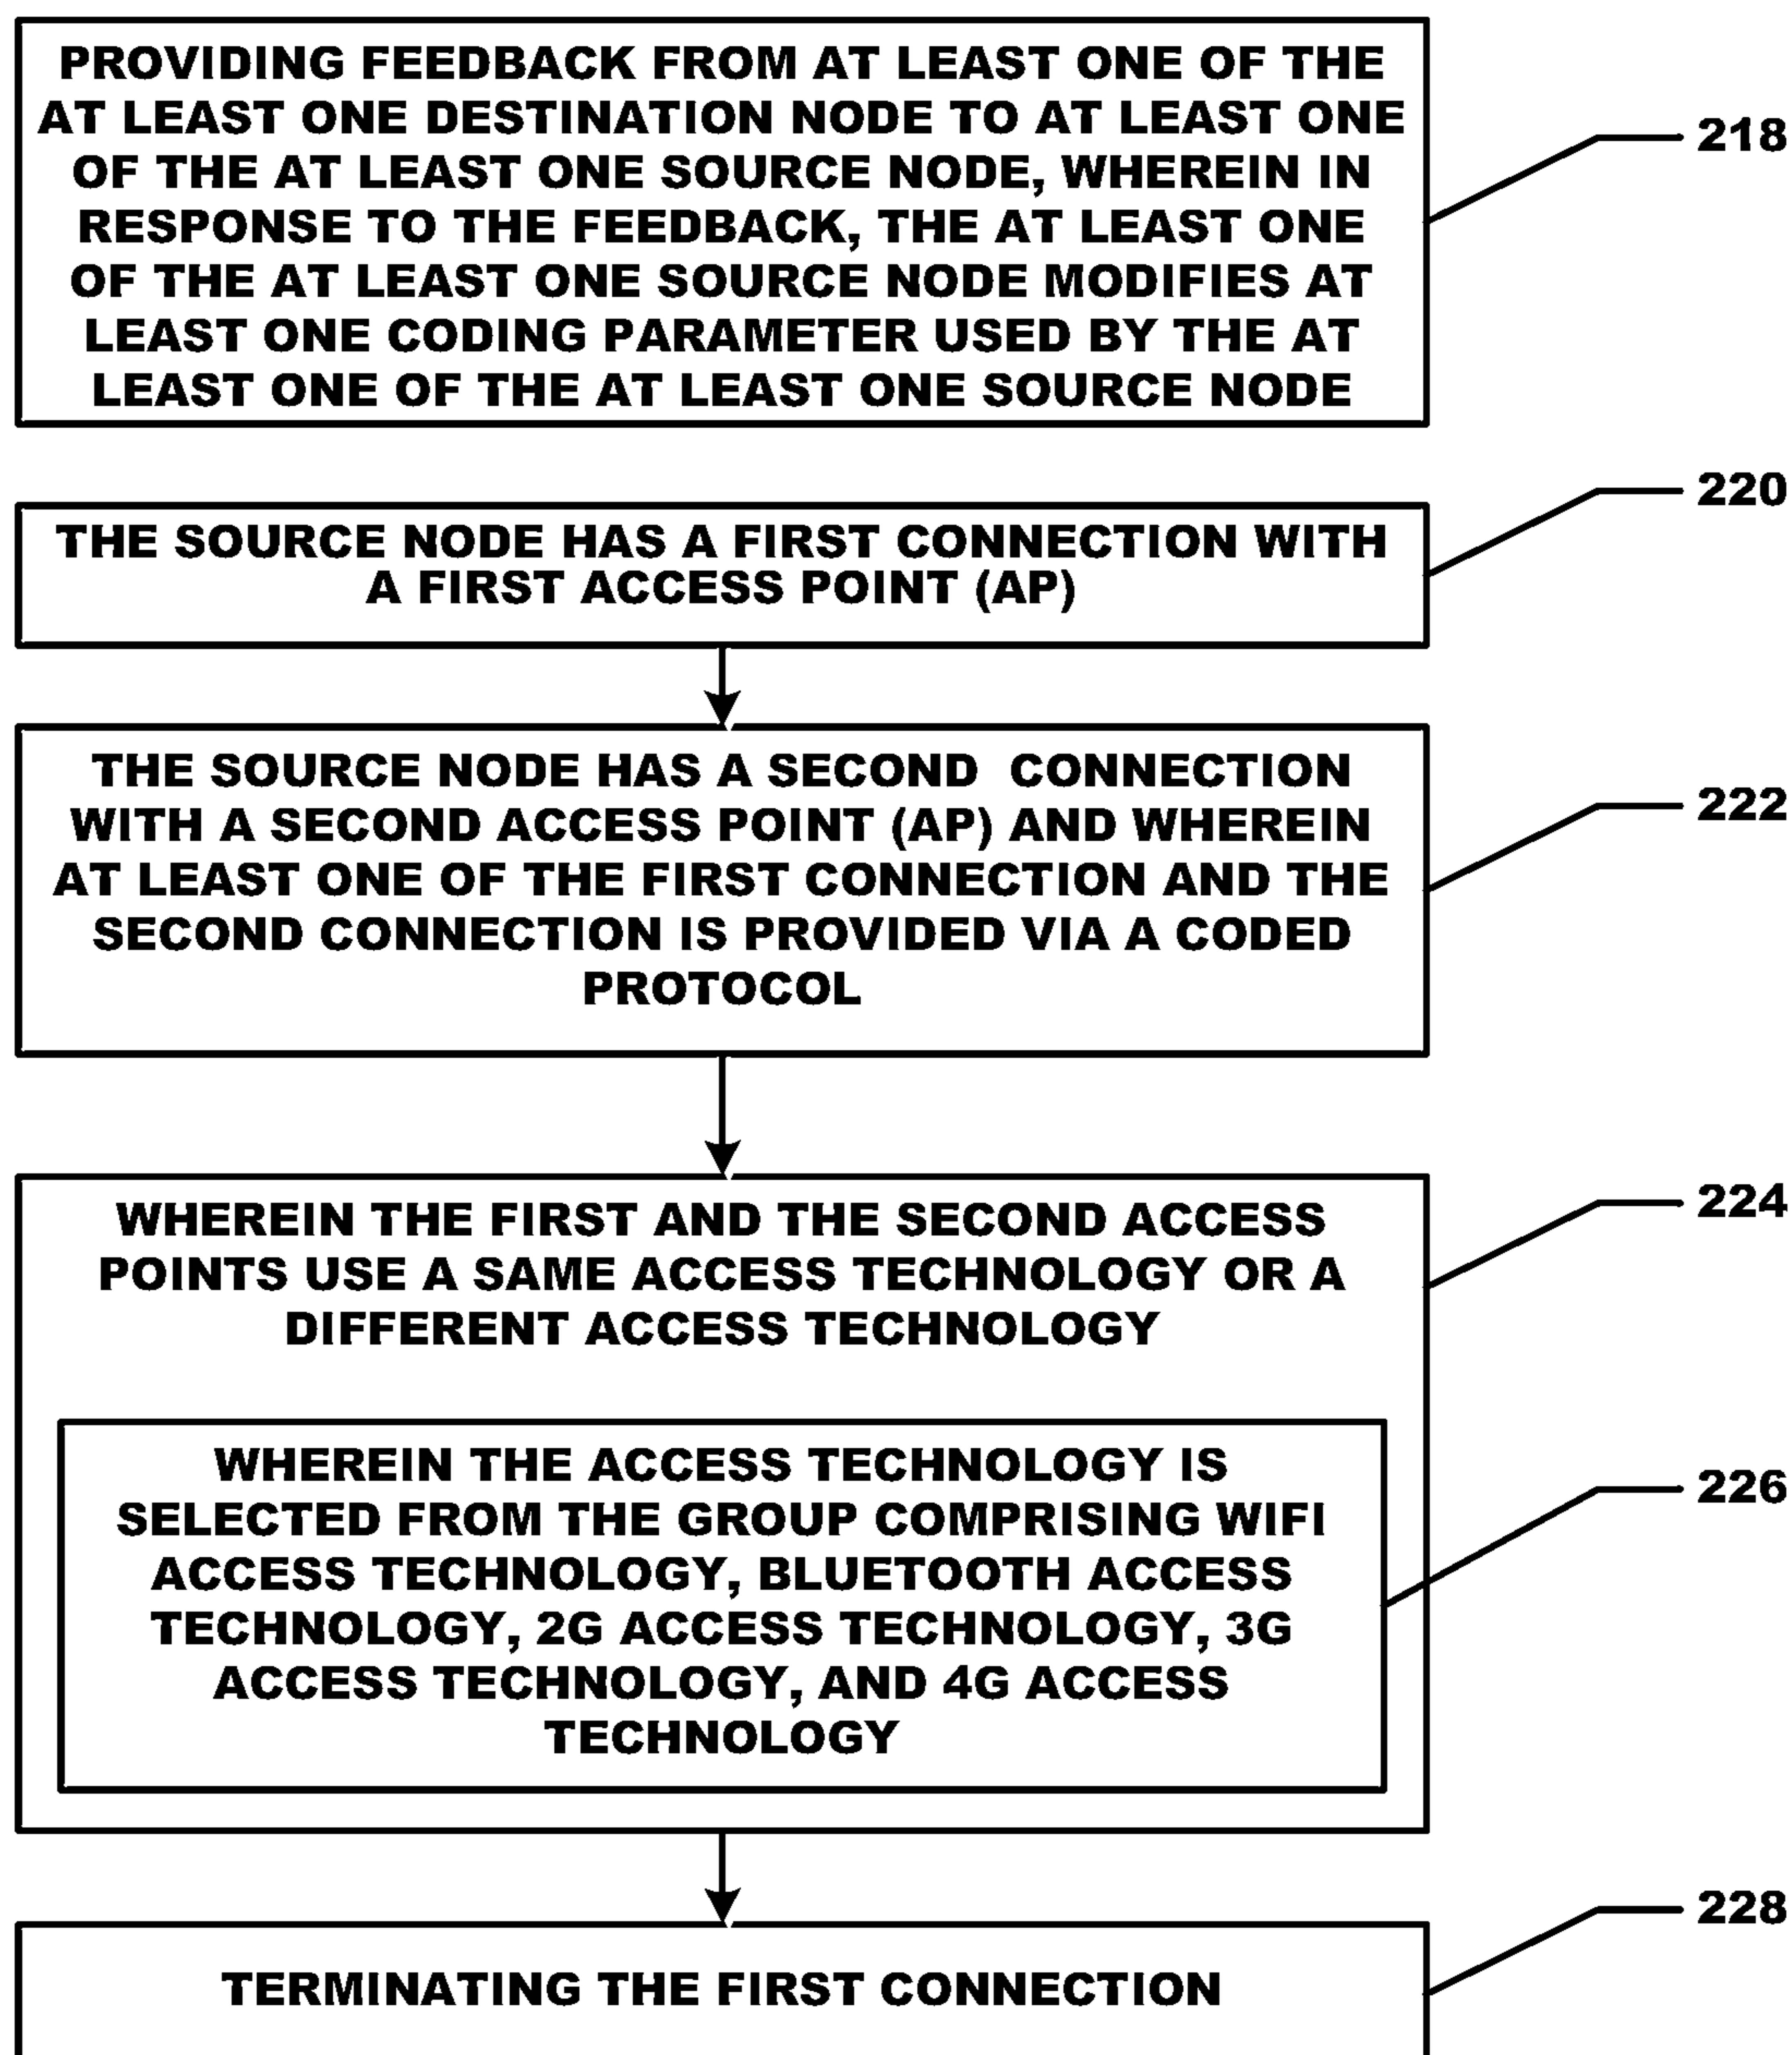 PROVIDING FEEDBACK FROM AT LEAST ONE OF THE
AT LEAST ONE DESTINATION NODE TO AT LEAST ONE
OF THE AT LEAST ONE SOURCE NODE, WHEREIN IN
RESPONSE TO THE FEEDBACK, THE AT LEAST ONE
OF THE AT LEAST ONE SOURCE NODE MODIFIES AT
LEAST ONE CODING PARAMETER USED BY THE AT
LEAST ONE OF THE AT LEAST ONE SOURCE NODE
218
220
THE SOURCE NODE HAS A FIRST CONNECTION WITH
A FIRST ACCESS POINT (AP)
THE SOURCE NODE HAS A SECOND CONNECTION
WITH A SECOND ACCESS POINT (AP) AND WHEREIN
AT LEAST ONE OF THE FIRST CONNECTION AND THE
SECOND CONNECTION IS PROVIDED VIA A CODED
PROTOCOL
222
WHEREIN THE FIRST AND THE SECOND ACCESS
POINTS USE A SAME ACCESS TECHNOLOGY OR A
DIFFERENT ACCESS TECHNOLOGY
224
WHEREIN THE ACCESS TECHNOLOGY IS
SELECTED FROM THE GROUP COMPRISING WIFI
ACCESS TECHNOLOGY, BLUETOOTH ACCESS
TECHNOLOGY, 2G ACCESS TECHNOLOGY, 3G
ACCESS TECHNOLOGY, AND 4G ACCESS
TECHNOLOGY
226
228
TERMINATING THE FIRST CONNECTION